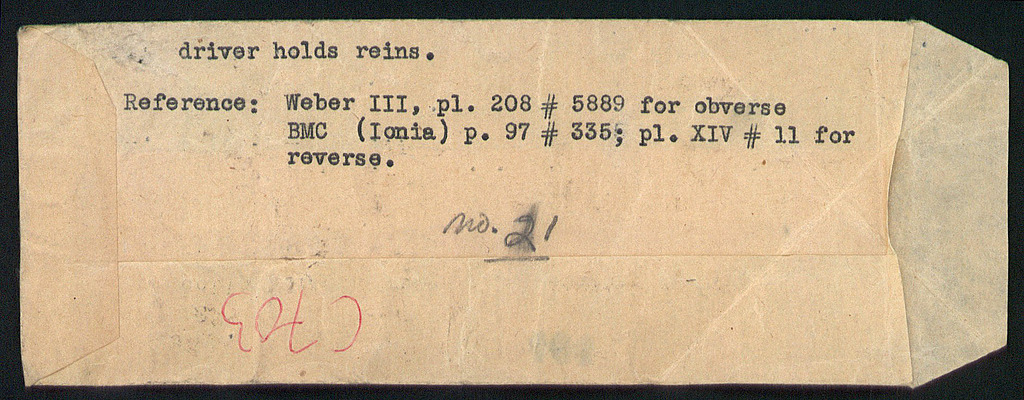 driver holds reins.
Reference: Weber III, pl. 208 # 5889 for obverse
BMC (Ionia) p. 97 # 335; pl. XIV # 11 for
reverse.
no. 21
C703